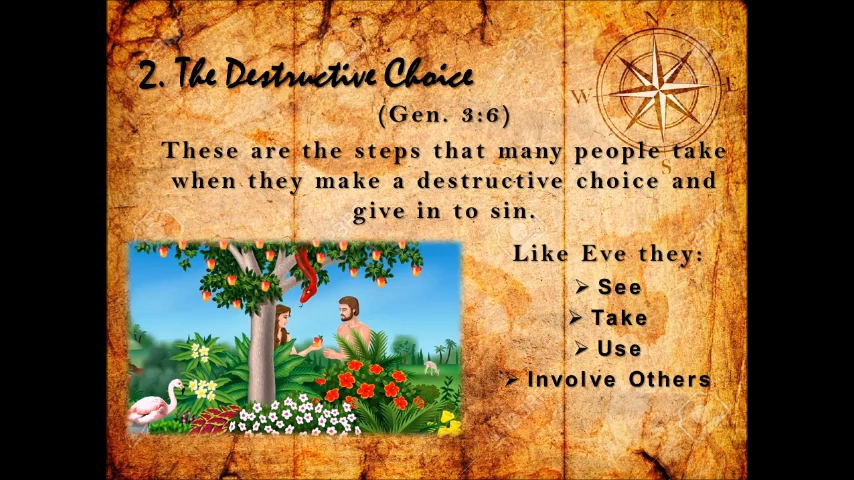 2. The Destructive Choice
(Gen. 3:6)
These are the steps that many people take
when they make a destructive choice and
give in to sin.
Like Eve they:
➢ See
➢ Take
➢ Use
➢ Involve Others
N
W
E
S